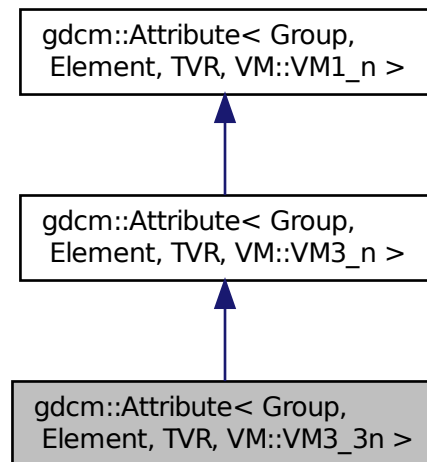 gdcm::Attribute< Group,
Element, TVR, VM::VM1_n >
gdcm::Attribute< Group,
Element, TVR, VM::VM3_n >
gdcm::Attribute< Group,
Element, TVR, VM::VM3_3n >